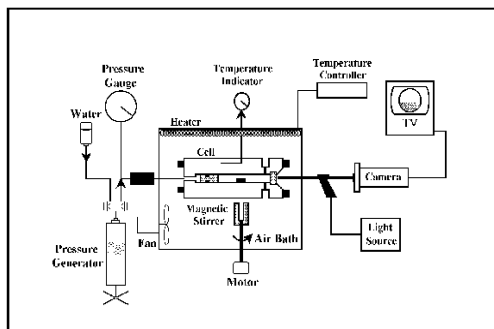 Pressure
Gauge
Temperature
Indicator
Temperature
Controller
Water
Heater
TV
Cell
Camera
Magnetic
Stirrer
Fan
Air Bath
Light
Source
Pressure
Generator
Motor